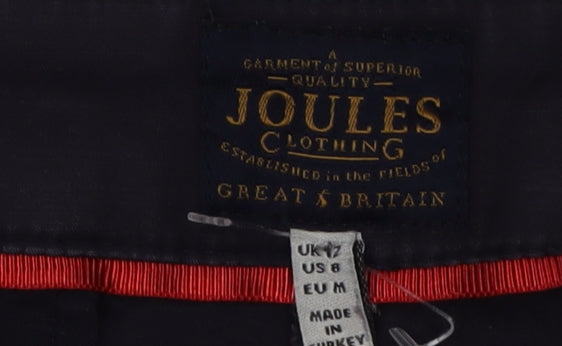 A
GARMENT of SUPERIOR
QUALITY
JOULES
CLOTHING
ESTABLISHED in the FIELDS of
GREAT BRITAIN
UK 12
US 8
EU M
MADE
IN
TURKEY